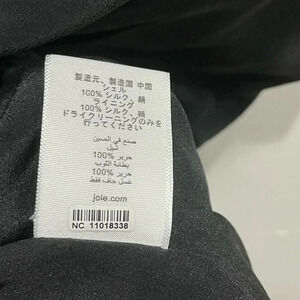 製造元、製造国 中国
シェル
100% シルク、絹
ライニング
100% シルク、絹
ドライクリーニングのみを
行ってください
صنع في الصين
شيل
100% حرير
بطانة الثوب
100% حرير
غسل جاف فقط
joie.com
NC 11018338